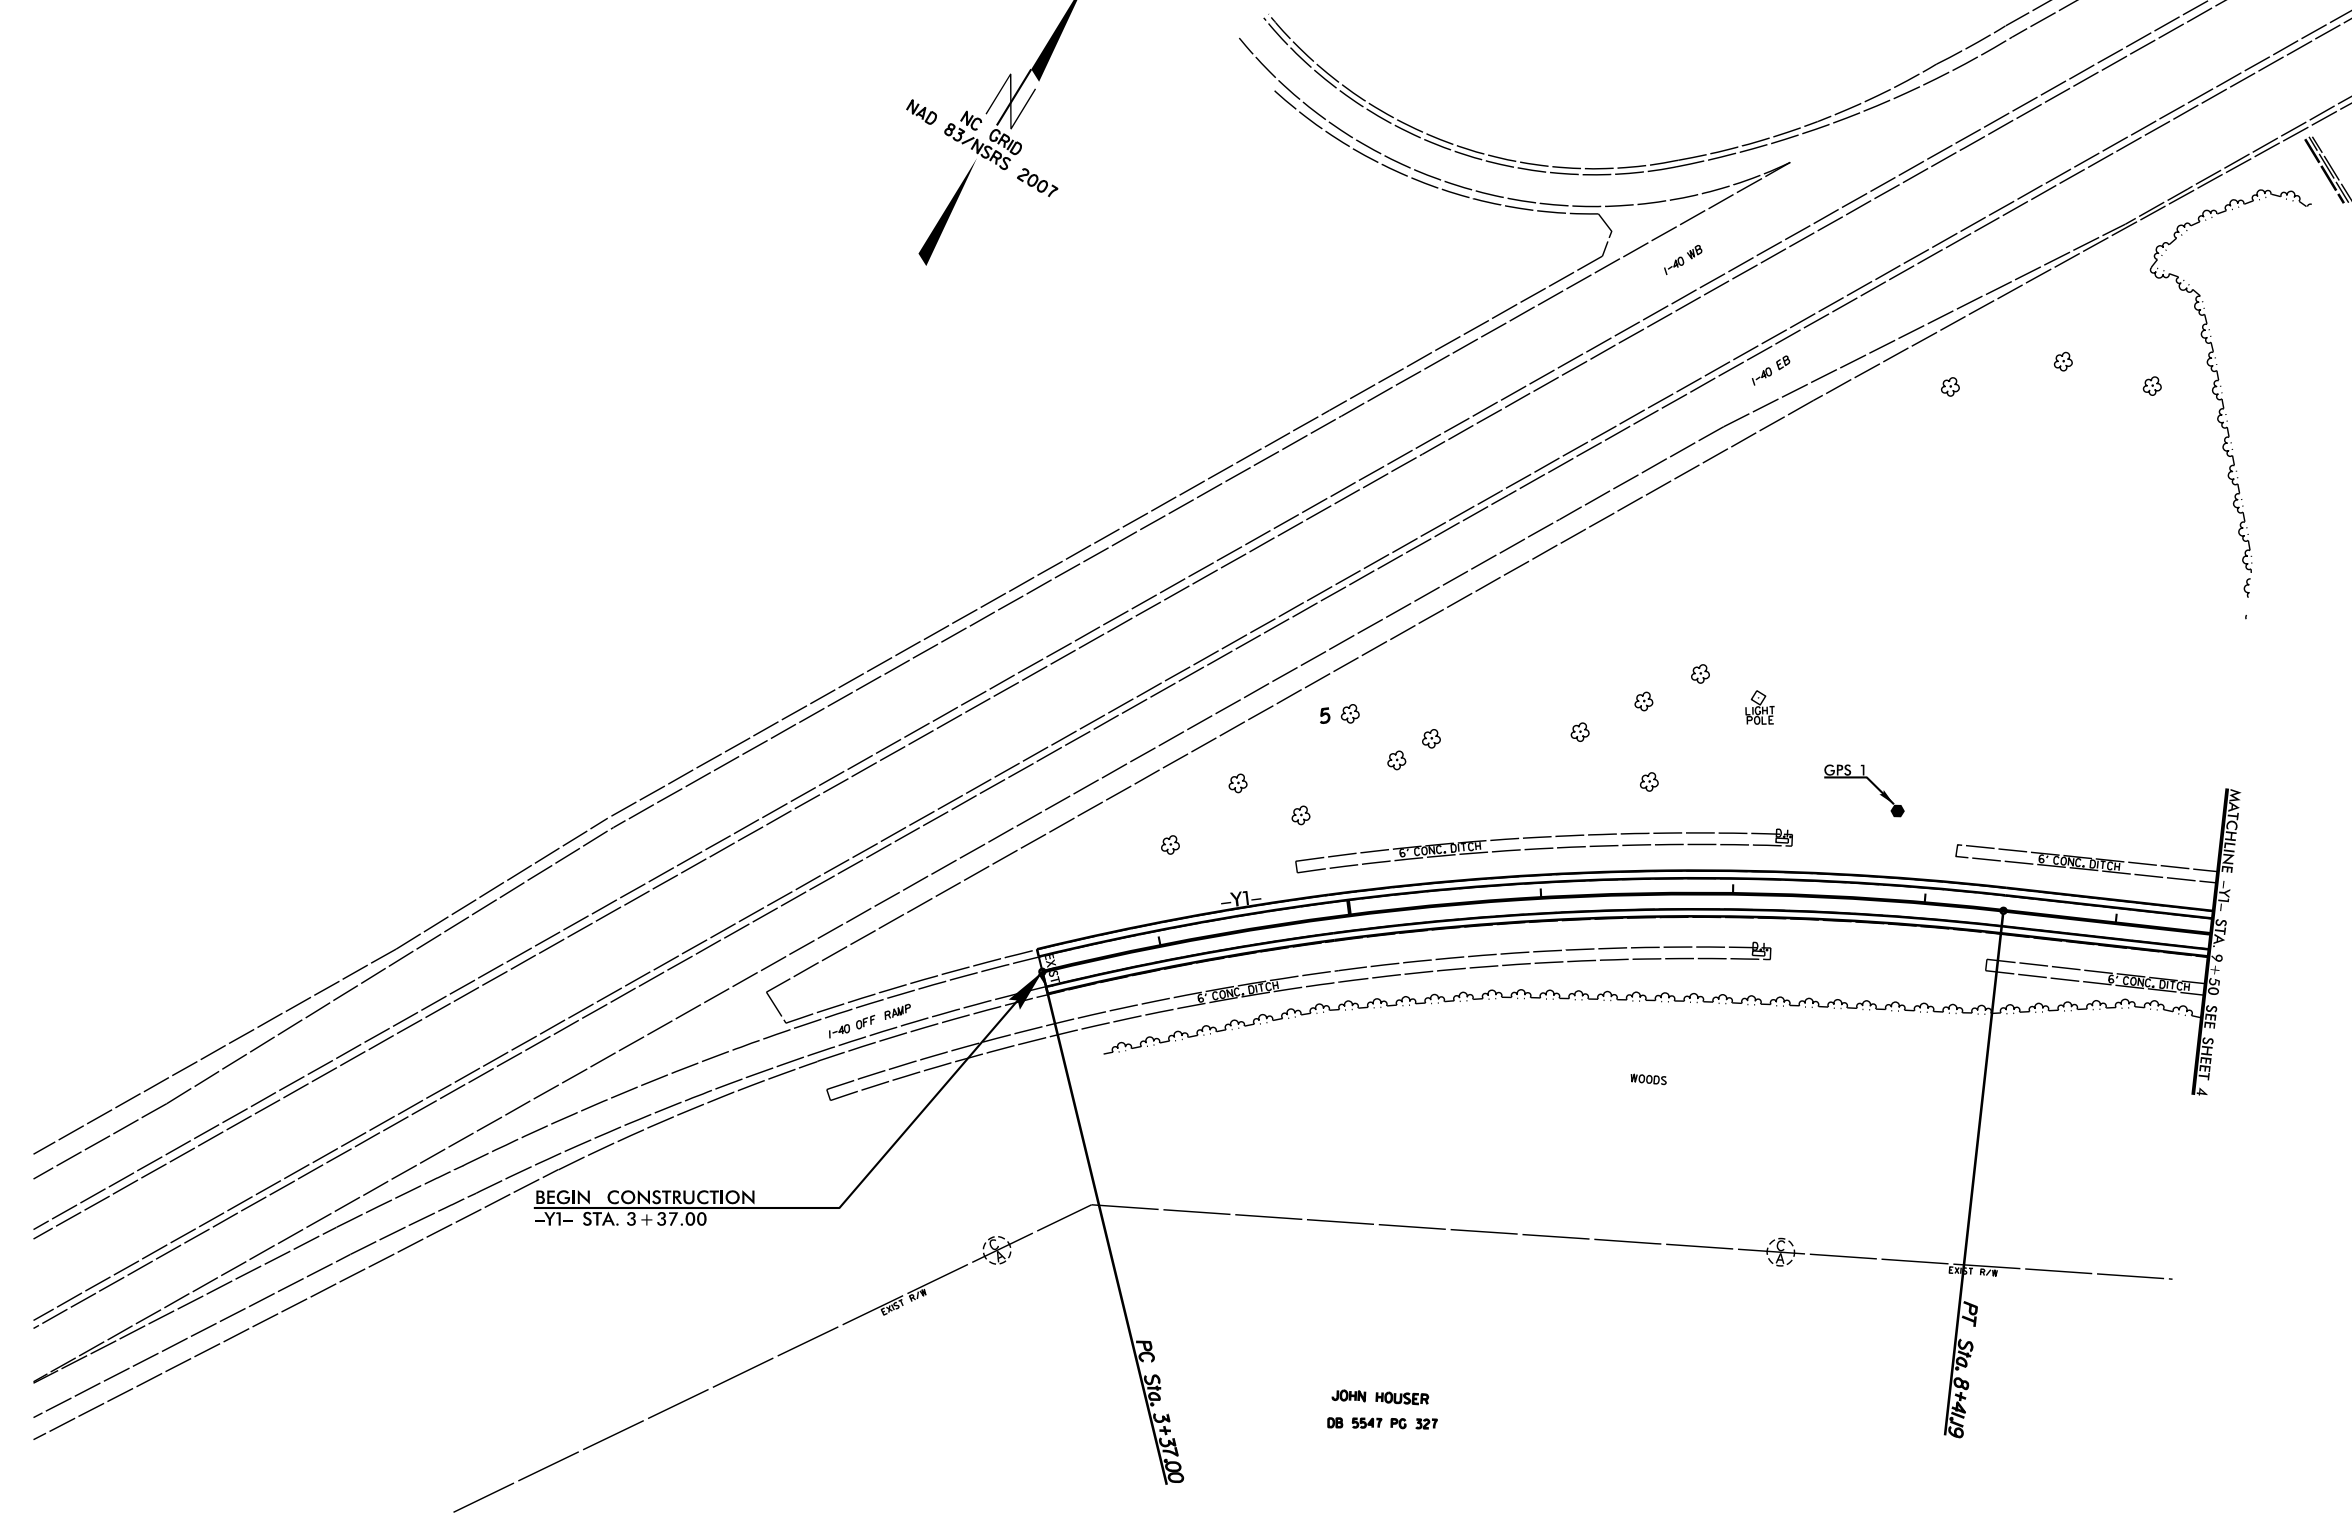 NC GRID
NAD 83/NSRS 2007
I-40 WB
I-40 EB
5
LIGHT
POLE
GPS 1
6' CONC. DITCH
DI
6' CONC. DITCH
-Y1-
EXIST
DI
6' CONC. DITCH
6' CONC. DITCH
MATCHLINE -Y1- STA. 9+50 SEE SHEET 4
I-40 OFF RAMP
WOODS
BEGIN CONSTRUCTION
-Y1- STA. 3+37.00
C
A
C
A
EXIST R/W
EXIST R/W
PC Sta. 3+37.00
PT Sta. 8+41.19
JOHN HOUSER
DB 5547 PG 327